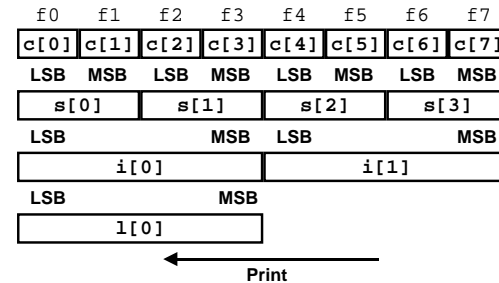 f0 f1 f2 f3 f4 f5 f6 f7
c[0] c[1] c[2] c[3] c[4] c[5] c[6] c[7]
LSB MSB LSB MSB LSB MSB LSB MSB
s[0] s[1] s[2] s[3]
LSB MSB LSB MSB
i[0] i[1]
LSB MSB
l[0]
Print